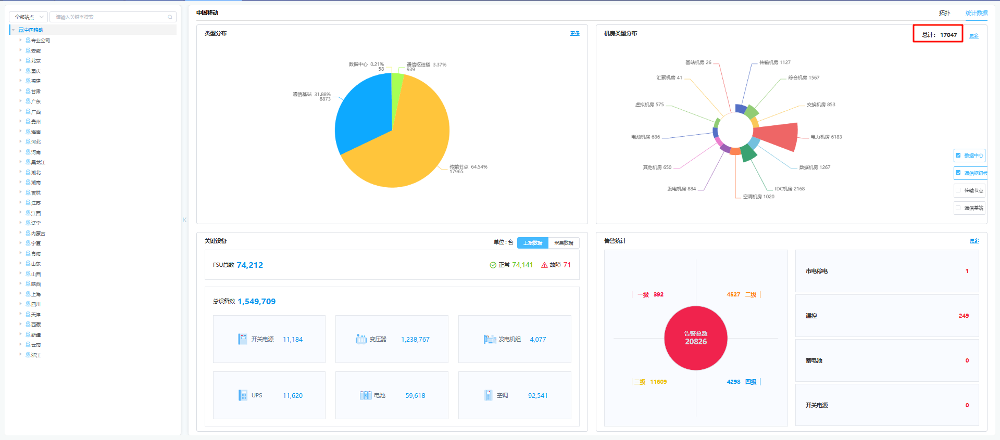 全部站点
请输入关键字搜索
中国移动
专业公司
安徽
北京
重庆
福建
甘肃
广东
广西
贵州
海南
河北
河南
黑龙江
湖北
湖南
吉林
江苏
江西
辽宁
内蒙古
宁夏
青海
山东
山西
陕西
上海
四川
天津
西藏
新疆
云南
浙江
中国移动
拓扑
统计数据
类型分布
更多
数据中心 0.21%
58
通信枢纽楼 3.37%
939
通信基站 31.88%
8873
传输节点 64.54%
17965
机房类型分布
总计： 17047
更多
基站机房 26
传输机房 1127
汇聚机房 41
综合机房 1567
虚拟机房 575
交换机房 853
电池机房 686
电力机房 6183
其他机房 650
数据机房 1267
发电机房 884
IDC机房 2168
空调机房 1020
数据中心
通信枢纽楼
传输节点
通信基站
关键设备
单位 : 台
上报数据
采集数据
FSU总数 74,212
正常 74,141
故障 71
总设备数 1,549,709
开关电源 11,184
变压器 1,238,767
发电机组 4,077
UPS 11,620
电池 59,618
空调 92,541
告警统计
更多
一级 392
4527 二级
告警总数
20826
三级 11609
4298 四级
市电停电 1
温控 249
蓄电池 0
开关电源 0